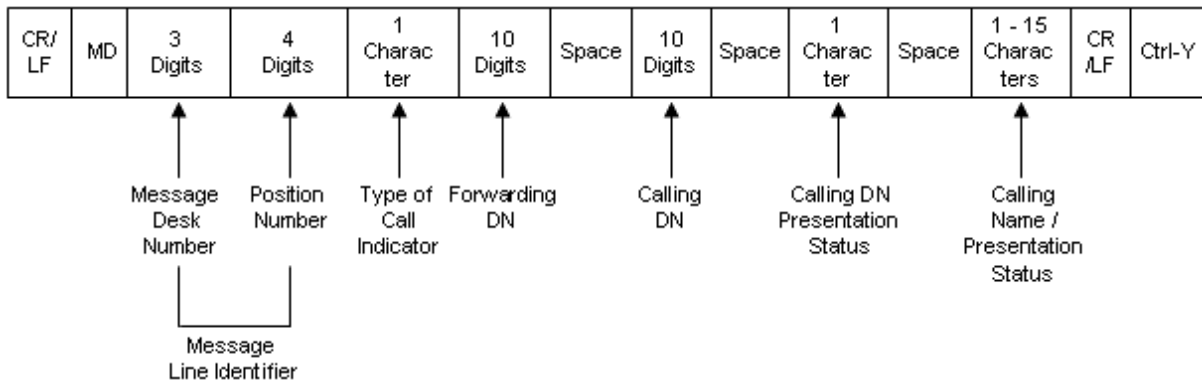 CR/
LF
MD
3
Digits
4
Digits
1
Charac
ter
10
Digits
Space
10
Digits
Space
1
Charac
ter
Space
1 - 15
Charac
ters
CR
/LF
Ctrl-Y
Message
Desk
Number
Position
Number
Type of
Call
Indicator
Forwarding
DN
Calling
DN
Calling DN
Presentation
Status
Calling
Name /
Presentation
Status
Message
Line Identifier